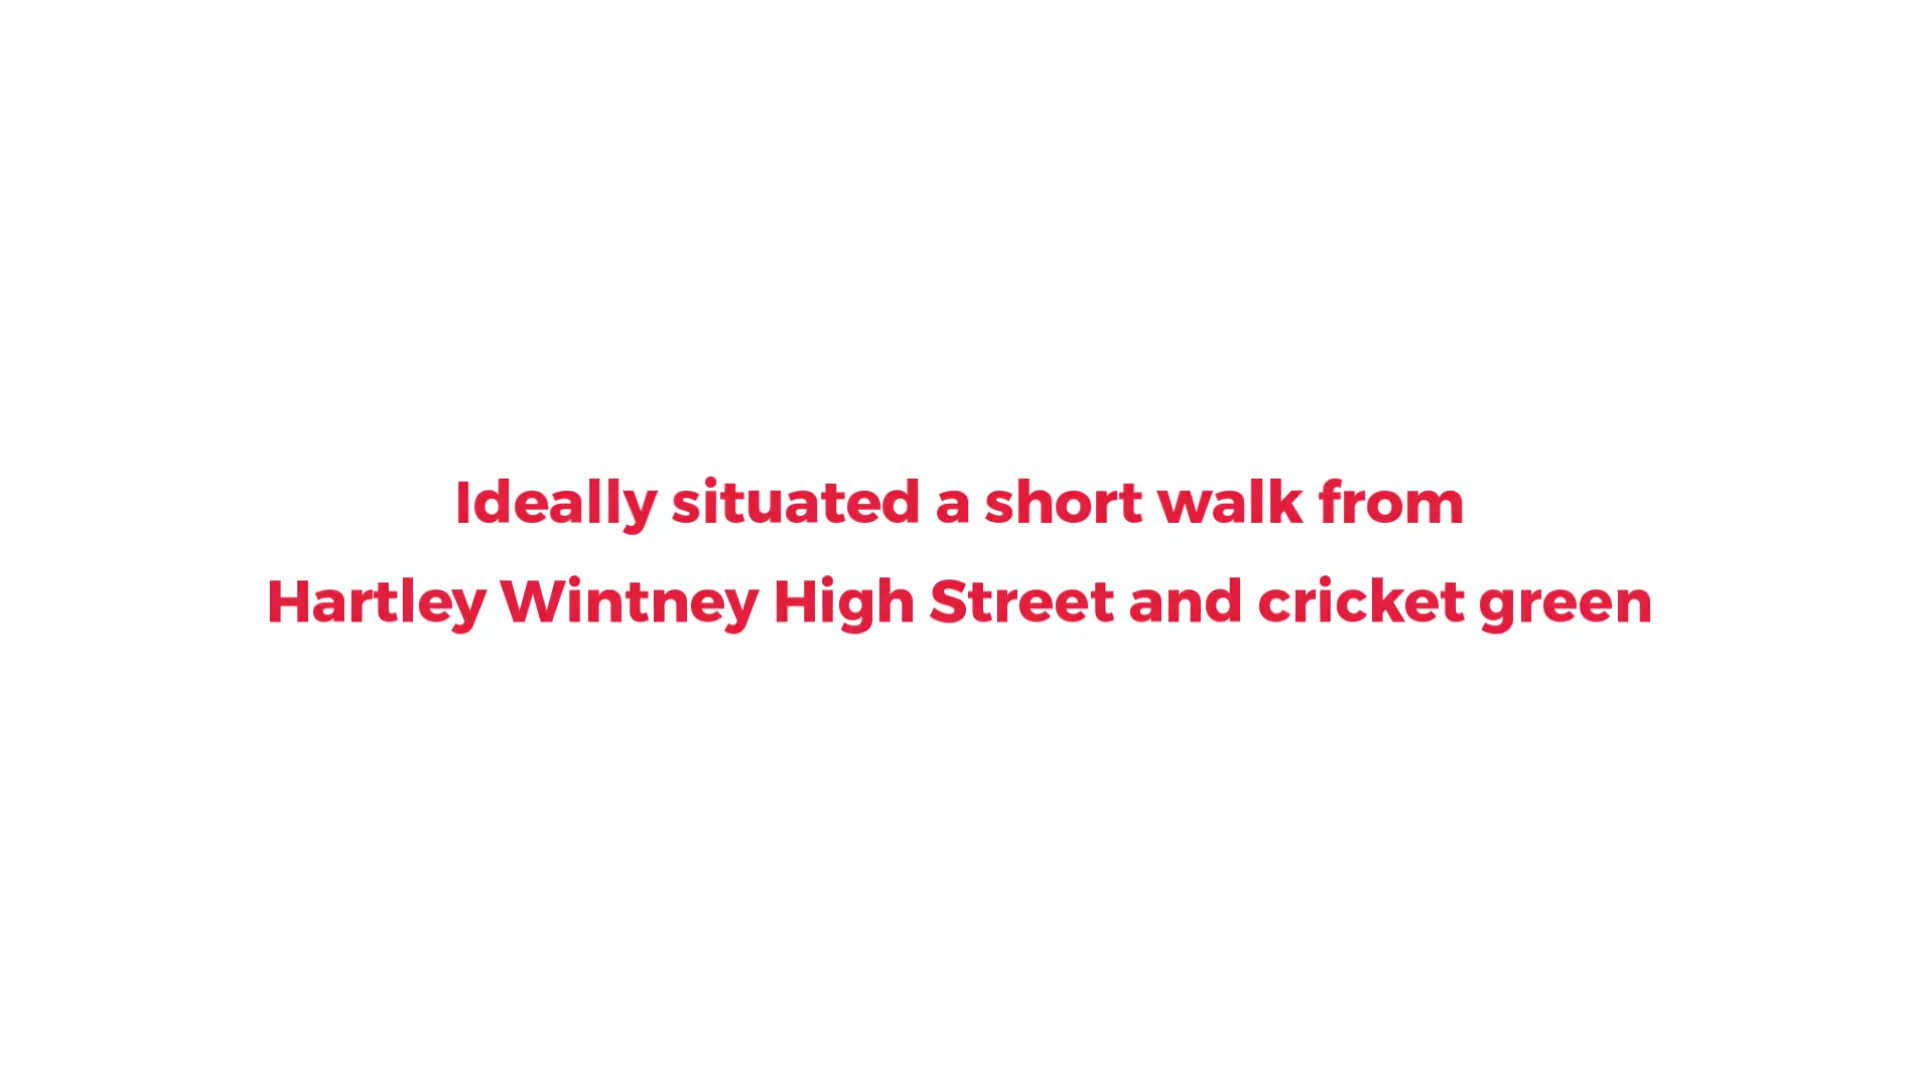 Ideally situated a short walk from
Hartley Wintney High Street and cricket green